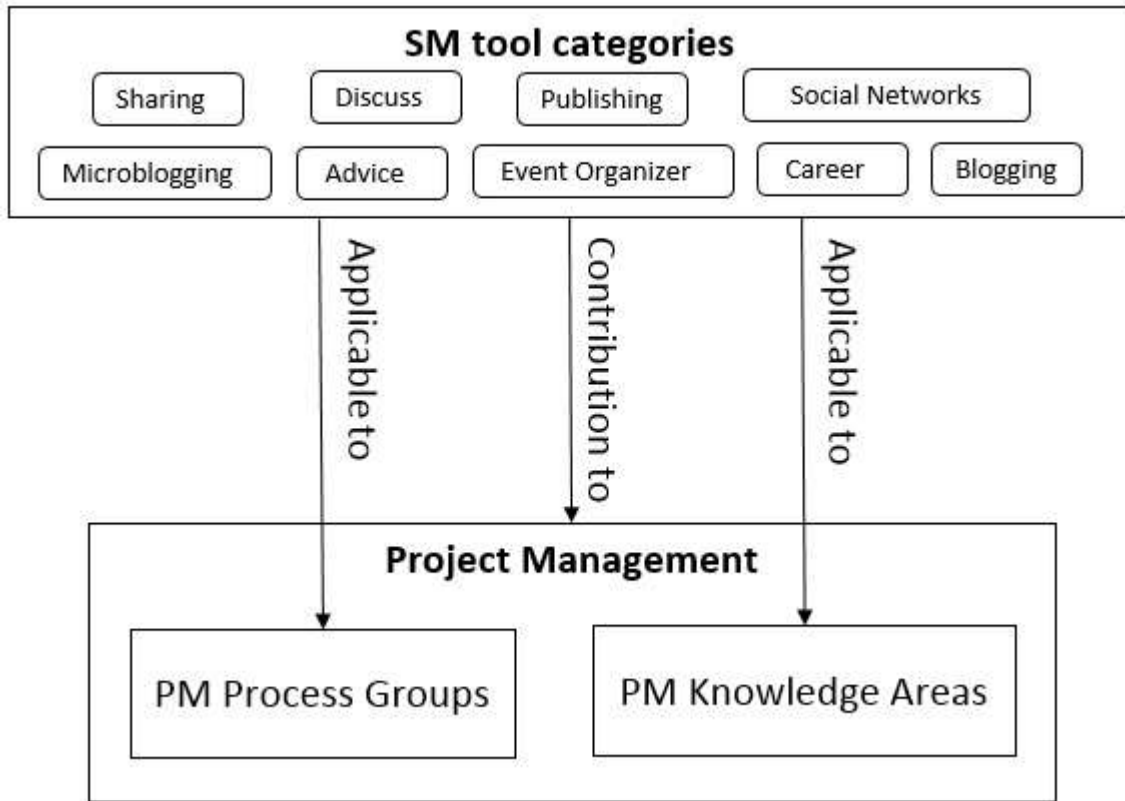 SM tool categories
Sharing
Discuss
Publishing
Social Networks
Microblogging
Advice
Event Organizer
Career
Blogging
Applicable to
Contribution to
Applicable to
Project Management
PM Process Groups
PM Knowledge Areas